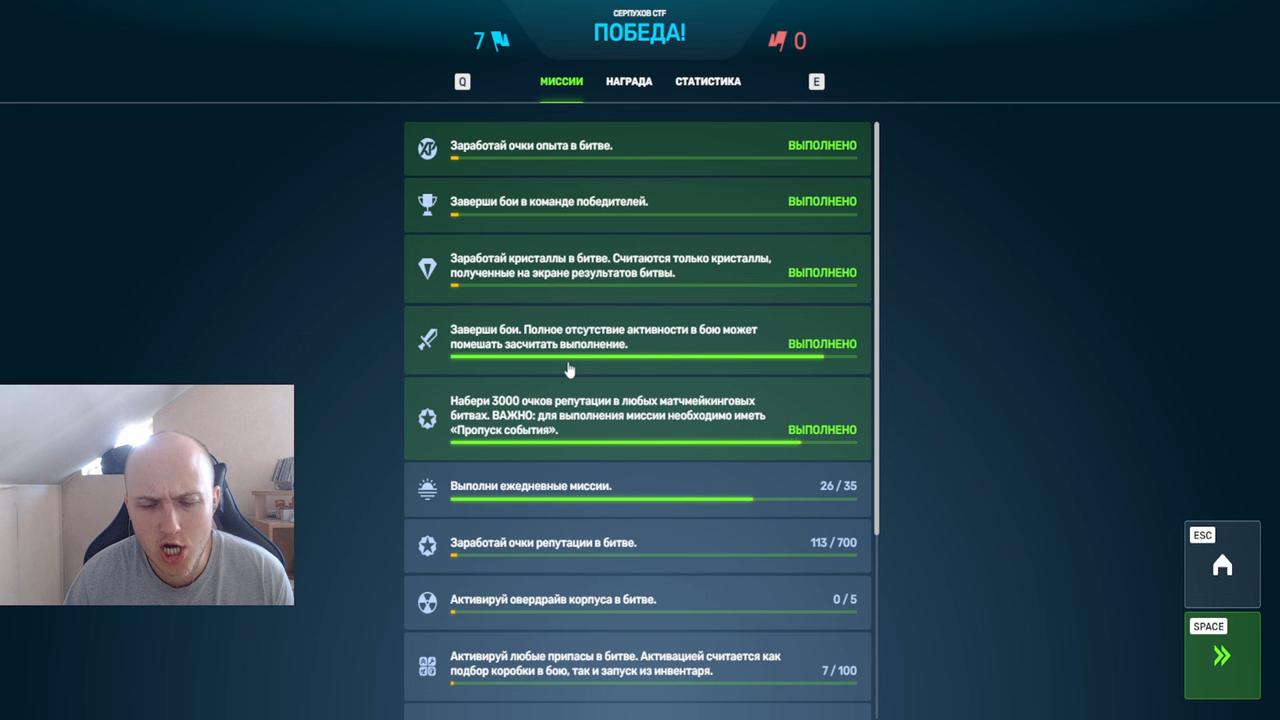 СЕРПУХОВ CTF
7 ПОБЕДА! 0
Q МИССИИ НАГРАДА СТАТИСТИКА E
Заработай очки опыта в битве. ВЫПОЛНЕНО
Заверши бои в команде победителей. ВЫПОЛНЕНО
Заработай кристаллы в битве. Считаются только кристаллы,
полученные на экране результатов битвы. ВЫПОЛНЕНО
Заверши бои. Полное отсутствие активности в бою может
помешать засчитать выполнение. ВЫПОЛНЕНО
Набери 3000 очков репутации в любых матчмейкинговых
битвах. ВАЖНО: для выполнения миссии необходимо иметь
«Пропуск события». ВЫПОЛНЕНО
Выполни ежедневные миссии. 26 / 35
Заработай очки репутации в битве. 113 / 700
Активируй овердрайв корпуса в битве. 0 / 5
Активируй любые припасы в битве. Активацией считается как
подбор коробки в бою, так и запуск из инвентаря. 7 / 100
XP
ESC
SPACE